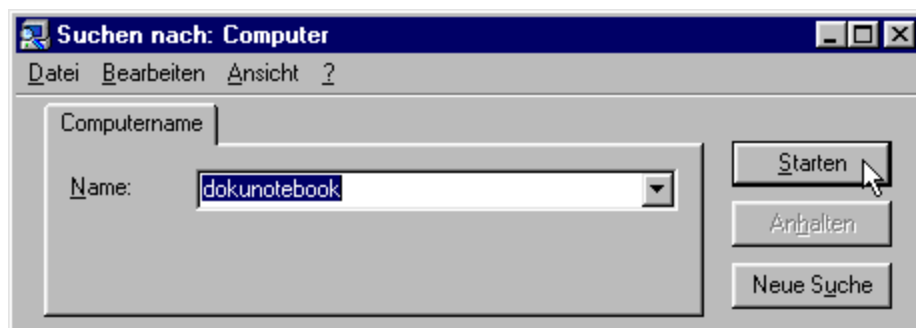 Suchen nach: Computer
Datei Bearbeiten Ansicht ?
Computername
Name: dokunotebook
Starten
Anhalten
Neue Suche